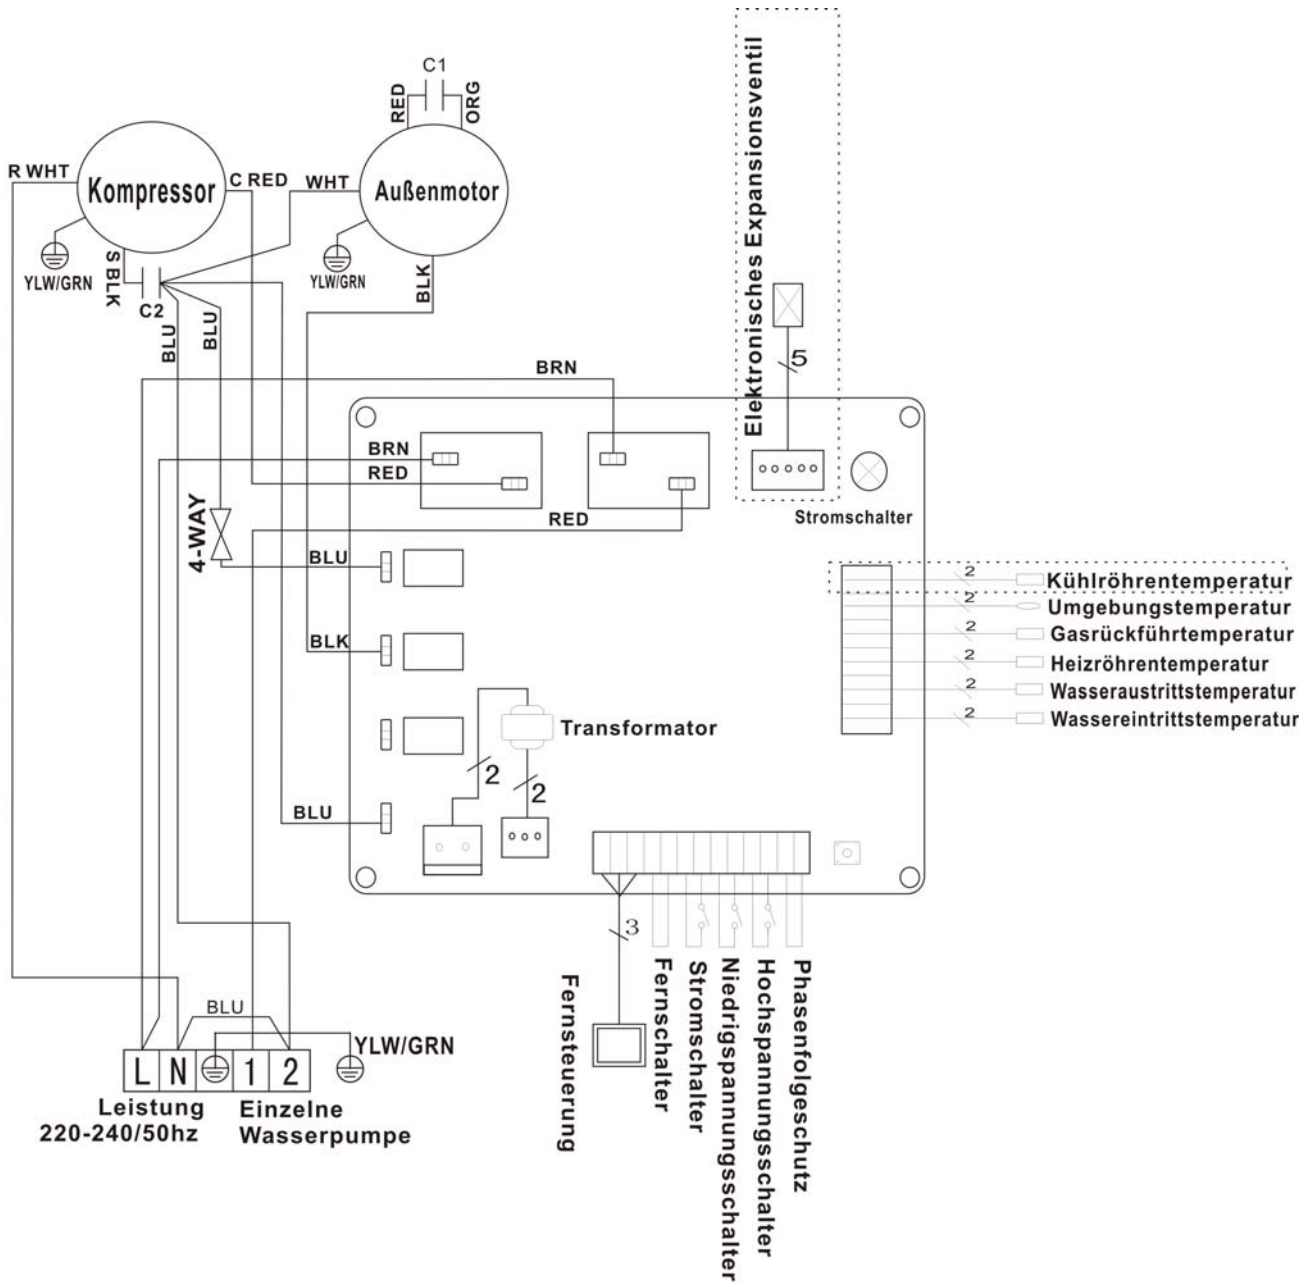 C1
RED
ORG
Elektronisches Expansionsventil
R WHT
Kompressor
C RED
WHT
Außenmotor
YLW/GRN
S BLK
C2
YLW/GRN
BLK
BLU
BLU
5
BRN
BRN
RED
4-WAY
RED
Stromschalter
BLU
2
Kühlröhrentemperatur
2
Umgebungstemperatur
2
Gasrückführtemperatur
BLK
2
Heizröhrentemperatur
2
Wasseraustrittstemperatur
2
Wassereintrittstemperatur
Transformator
2
2
BLU
3
Fernsteuerung
Fernschalter
Stromschalter
Niedrigspannungsschalter
Hochspannungsschalter
Phasenfolgeschutz
BLU
YLW/GRN
L N 1 2
Leistung
220-240/50hz
Einzelne
Wasserpumpe